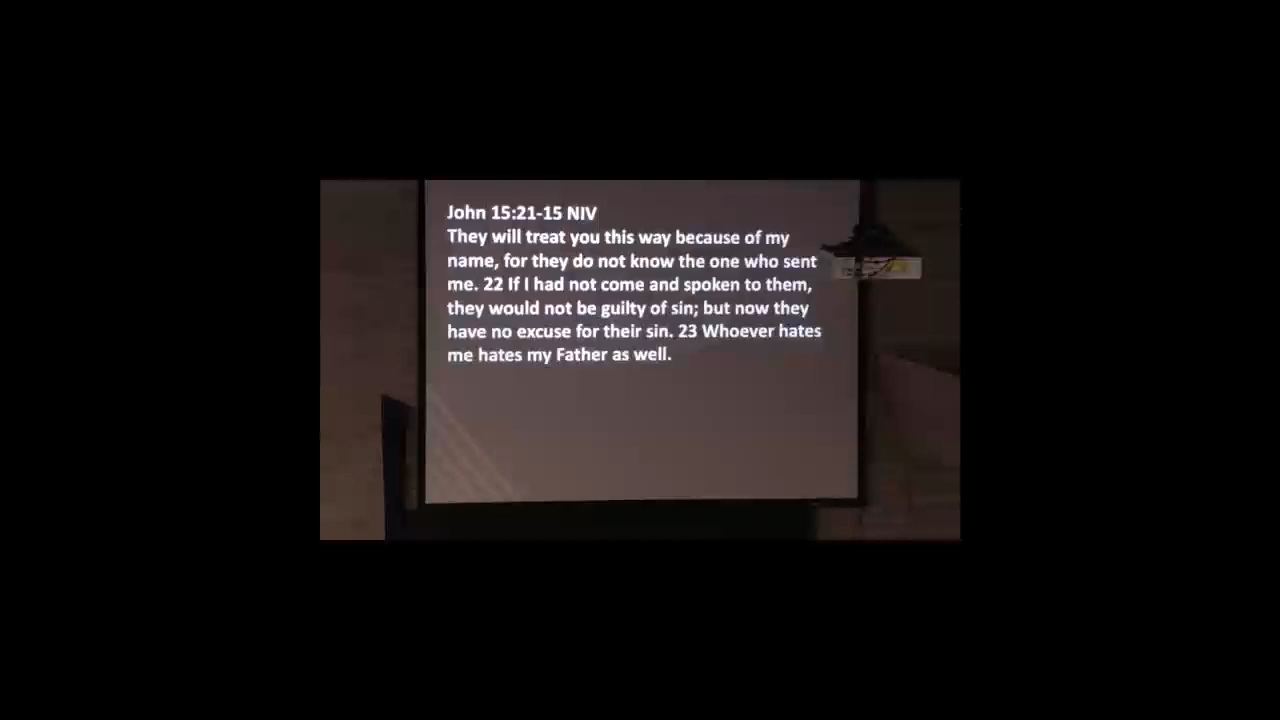 John 15:21-15 NIV
They will treat you this way because of my
name, for they do not know the one who sent
me. 22 If I had not come and spoken to them,
they would not be guilty of sin; but now they
have no excuse for their sin. 23 Whoever hates
me hates my Father as well.